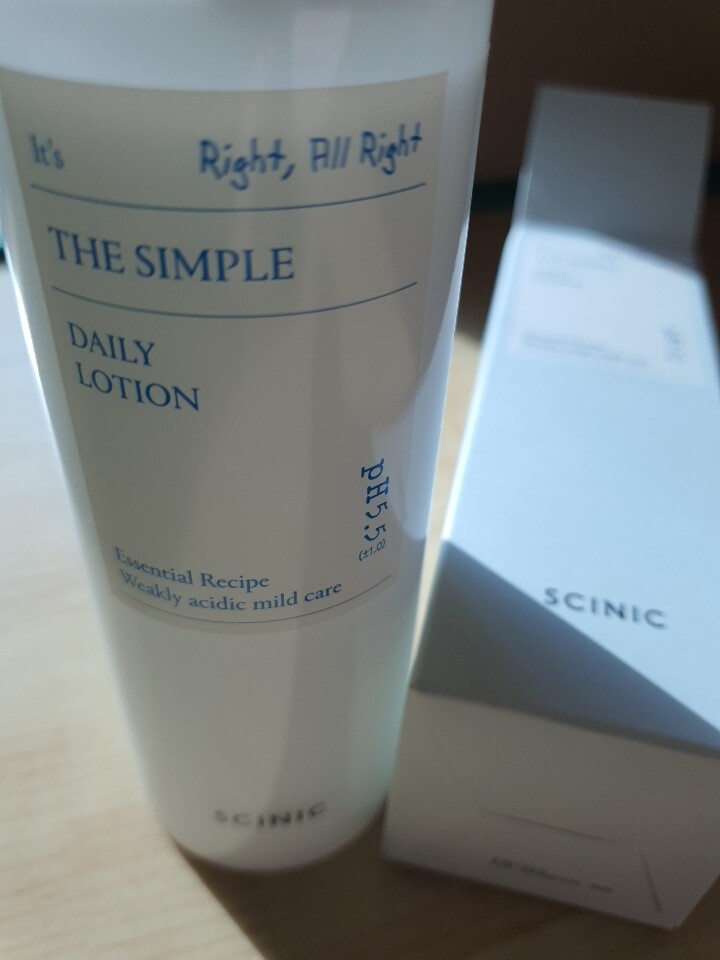 It's Right, All Right
THE SIMPLE
DAILY
LOTION
pH5.5
(±1.0)
Essential Recipe
Weakly acidic mild care
SCINIC
SCINIC